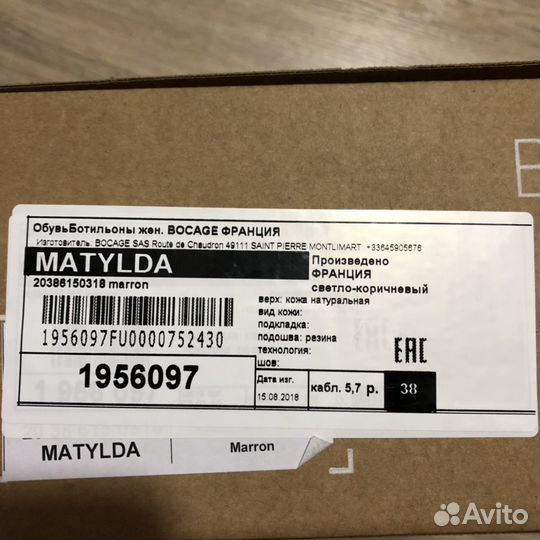 ОбувьБотильоны жен. BOCAGE ФРАНЦИЯ
Изготовитель: BOCAGE SAS Route de Chaudron 49111 SAINT PIERRE MONTLIMART +33645905676
MATYLDA
20386150318 marron
Произведено
ФРАНЦИЯ
светло-коричневый
верх: кожа натуральная
вид кожи:
подкладка:
подошва: резина
технология:
шов:
1956097FU0000752430
EAC
1956097
Дата изг.
15.08.2018
кабл. 5,7 р.
38
MATYLDA
Marron
Avito